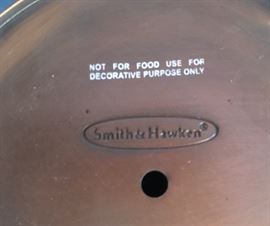 NOT FOR FOOD USE FOR
DECORATIVE PURPOSE ONLY
Smith & Hawken®